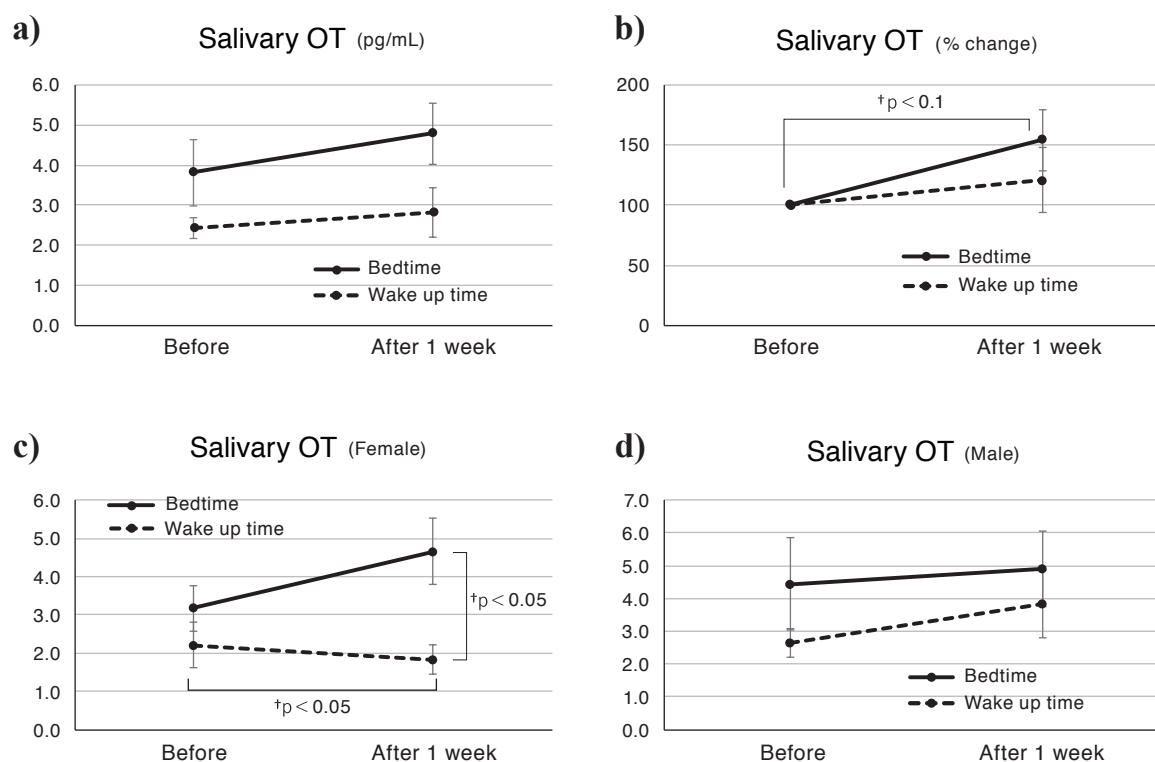 a)
Salivary OT (pg/mL)
6.0
5.0
4.0
3.0
2.0
1.0
0.0
Bedtime
Wake up time
Before After 1 week
b)
Salivary OT (% change)
200
150
100
50
0
†p<0.1
Bedtime
Wake up time
Before After 1 week
c)
Salivary OT (Female)
6.0
5.0
4.0
3.0
2.0
1.0
0.0
Bedtime
Wake up time
†p<0.05
†p<0.05
Before After 1 week
d)
Salivary OT (Male)
7.0
6.0
5.0
4.0
3.0
2.0
1.0
0.0
Bedtime
Wake up time
Before After 1 week